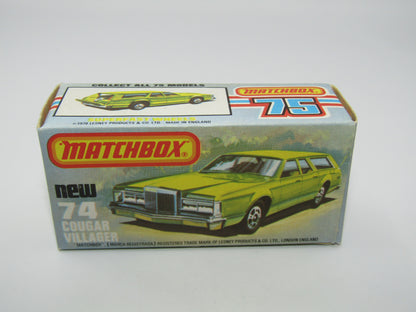 COLLECT ALL 75 MODELS
© 1978 LESNEY PRODUCTS & CO. LTD. MADE IN ENGLAND
MATCHBOX
75
MATCHBOX
new
74
COUGAR
VILLAGER
"MATCHBOX" (MARCA REGISTRADA) REGISTERED TRADE MARK OF LESNEY PRODUCTS & CO. LTD., LONDON ENGLAND